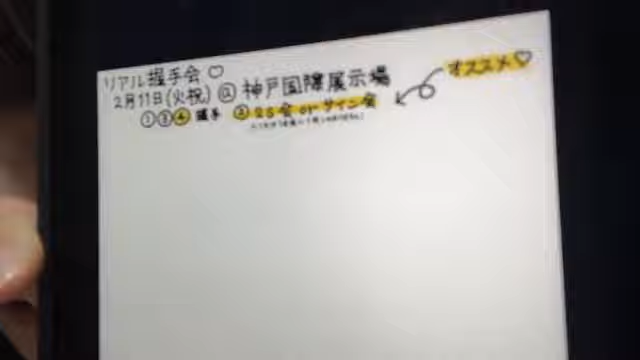 リアル握手会♡
2月11日(火祝) @ 神戸国際展示場
オススメ♡
①③④ 握手 ② 2S会 or サイン会